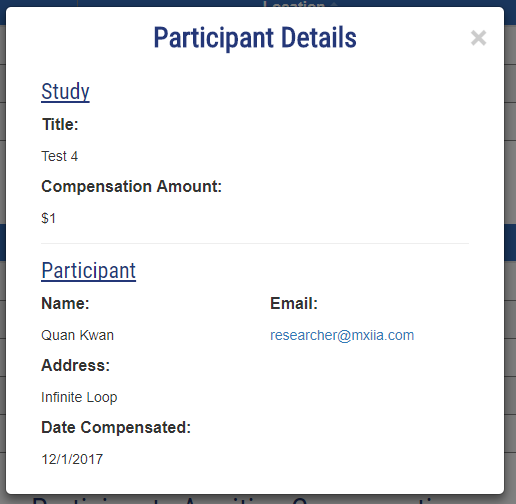 Location
Participant Details
×
Study
Title:
Test 4
Compensation Amount:
$1
Participant
Name:
Email:
Quan Kwan
researcher@mxiia.com
Address:
Infinite Loop
Date Compensated:
12/1/2017